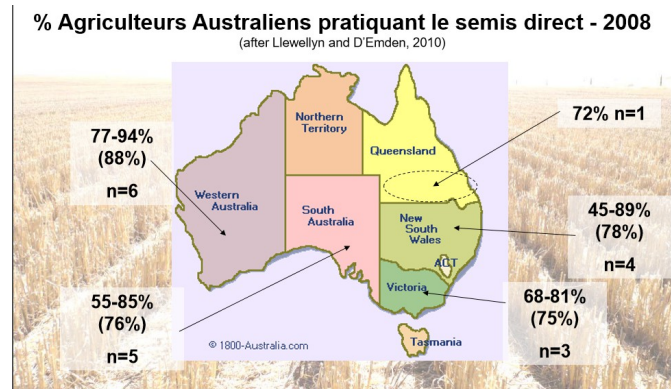 % Agriculteurs Australiens pratiquant le semis direct - 2008
(after Llewellyn and D'Emden, 2010)
77-94%
(88%)
n=6
72% n=1
45-89%
(78%)
n=4
55-85%
(76%)
n=5
68-81%
(75%)
n=3
Northern
Territory
Queensland
Western
Australia
South
Australia
New
South
Wales
ACT
Victoria
Tasmania
© 1800-Australia.com